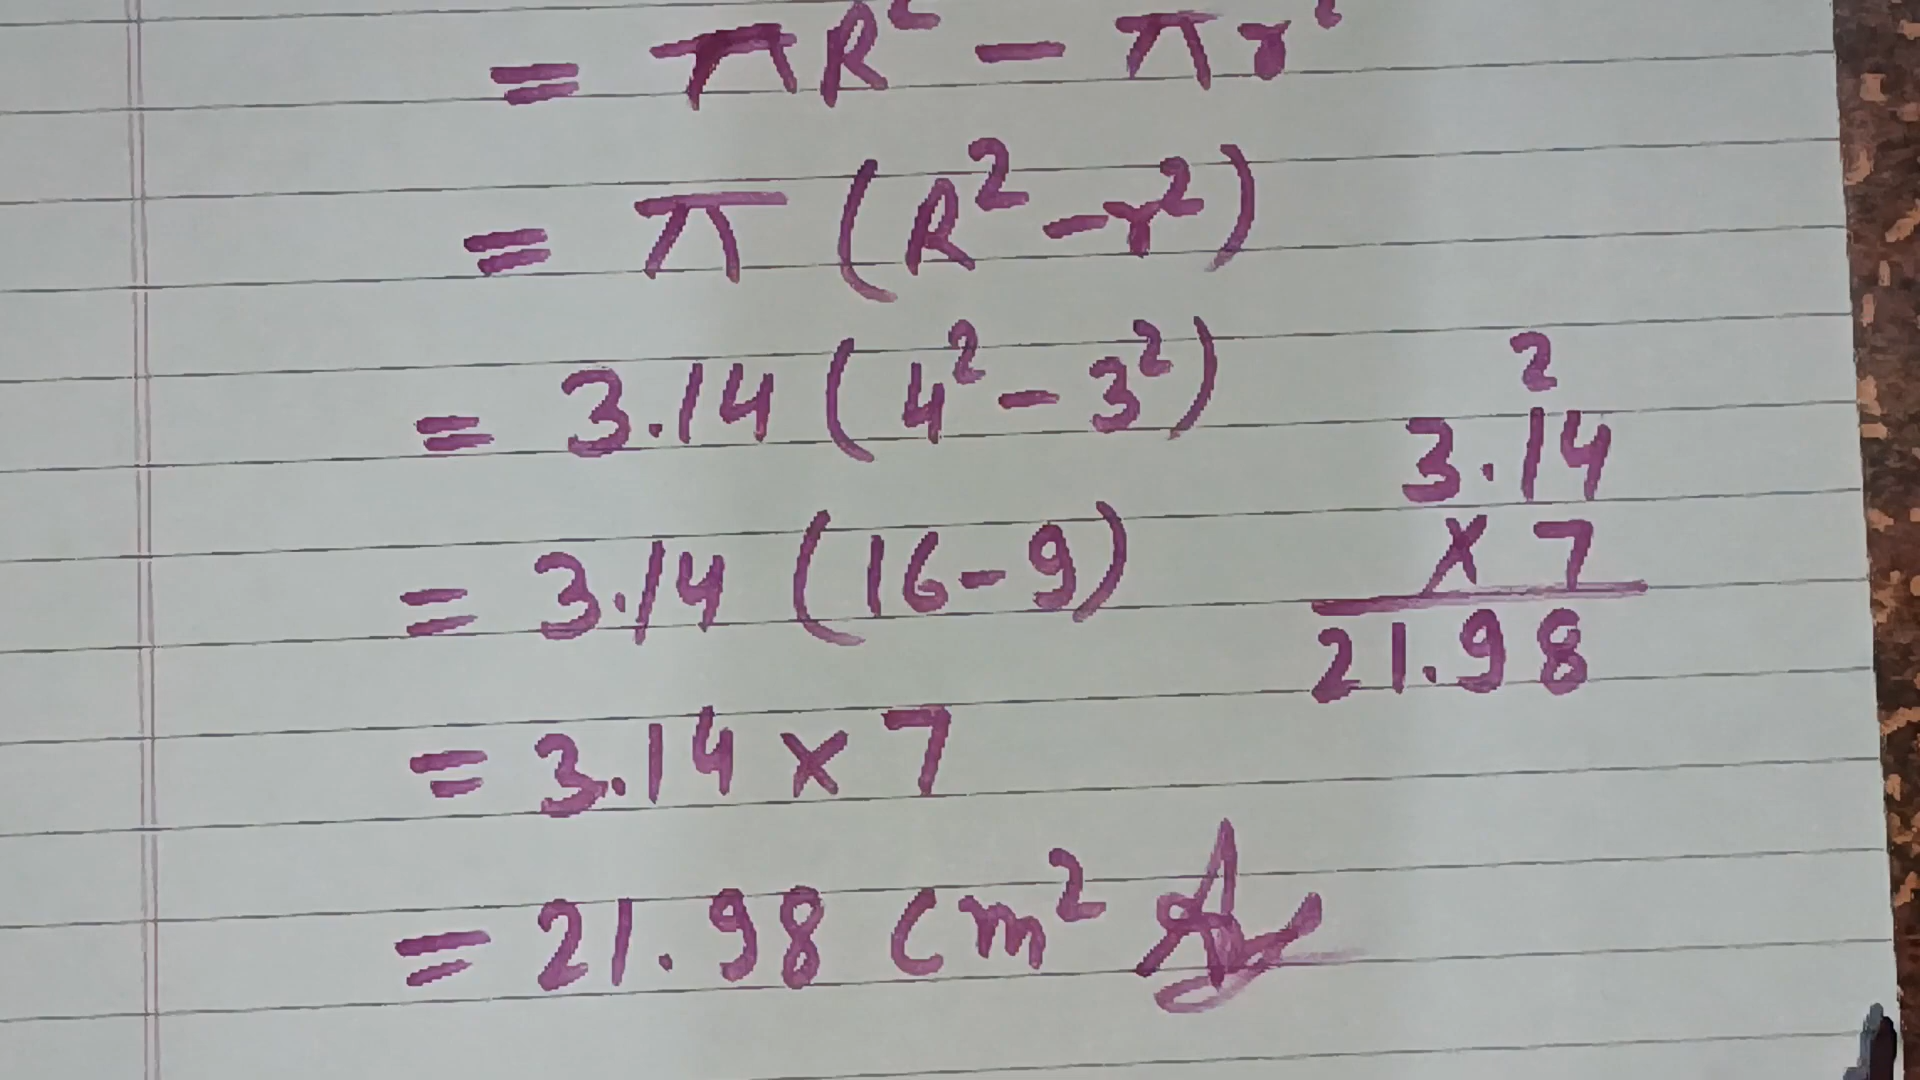 = πR² - πr²
= π (R² - r²)
= 3.14 (4² - 3²)
= 3.14 (16 - 9)
= 3.14 × 7
= 21.98 cm²
2
3.14
× 7
21.98